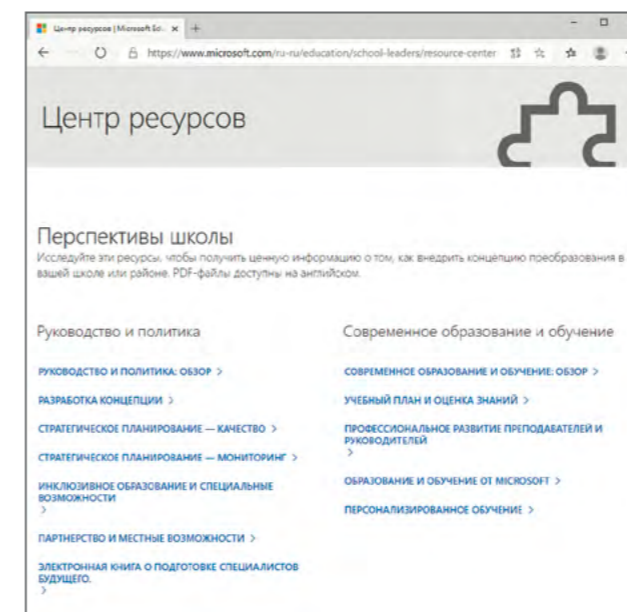 Центр ресурсов | Microsoft Ed...
https://www.microsoft.com/ru-ru/education/school-leaders/resource-center
Центр ресурсов
Перспективы школы
Исследуйте эти ресурсы, чтобы получить ценную информацию о том, как внедрить концепцию преобразования в
вашей школе или районе. PDF-файлы доступны на английском.
Руководство и политика
РУКОВОДСТВО И ПОЛИТИКА: ОБЗОР >
РАЗРАБОТКА КОНЦЕПЦИИ >
СТРАТЕГИЧЕСКОЕ ПЛАНИРОВАНИЕ — КАЧЕСТВО >
СТРАТЕГИЧЕСКОЕ ПЛАНИРОВАНИЕ — МОНИТОРИНГ >
ИНКЛЮЗИВНОЕ ОБРАЗОВАНИЕ И СПЕЦИАЛЬНЫЕ
ВОЗМОЖНОСТИ
>
ПАРТНЕРСТВО И МЕСТНЫЕ ВОЗМОЖНОСТИ >
ЭЛЕКТРОННАЯ КНИГА О ПОДГОТОВКЕ СПЕЦИАЛИСТОВ
БУДУЩЕГО.
>
Современное образование и обучение
СОВРЕМЕННОЕ ОБРАЗОВАНИЕ И ОБУЧЕНИЕ: ОБЗОР >
УЧЕБНЫЙ ПЛАН И ОЦЕНКА ЗНАНИЙ >
ПРОФЕССИОНАЛЬНОЕ РАЗВИТИЕ ПРЕПОДАВАТЕЛЕЙ И
РУКОВОДИТЕЛЕЙ
>
ОБРАЗОВАНИЕ И ОБУЧЕНИЕ ОТ MICROSOFT >
ПЕРСОНАЛИЗИРОВАННОЕ ОБУЧЕНИЕ >